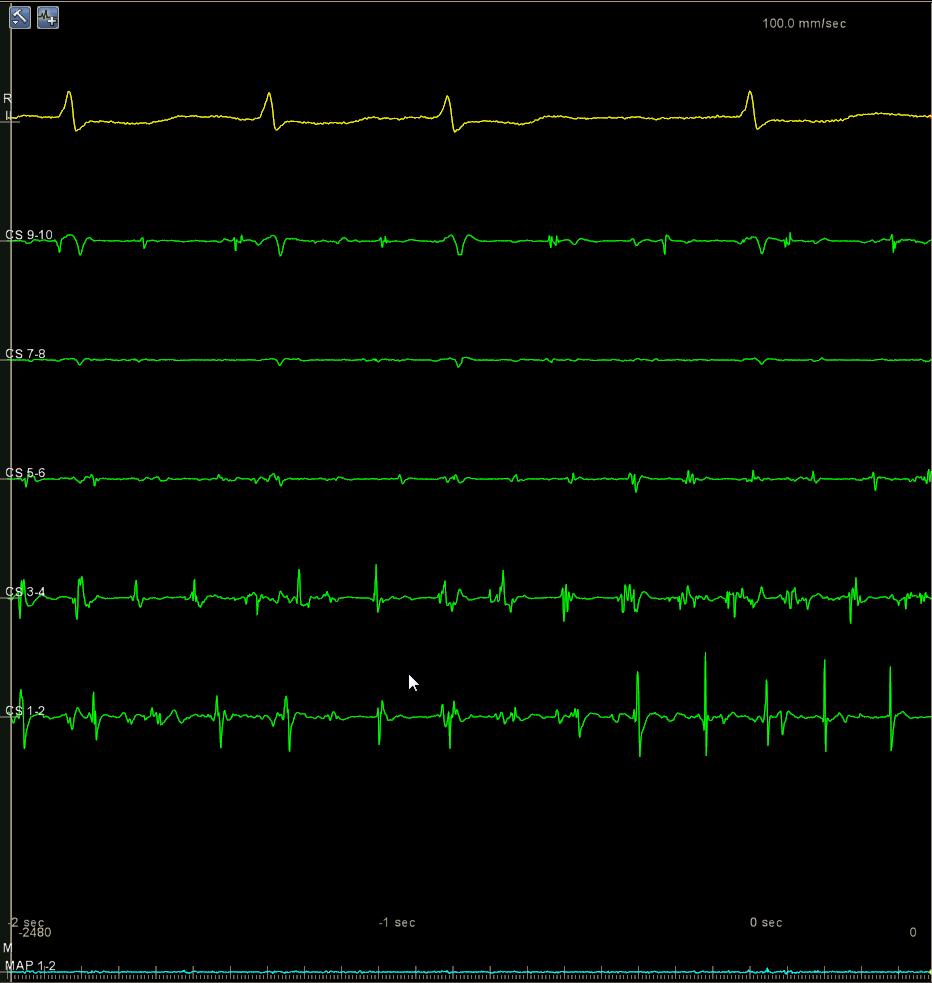 100.0 mm/sec
R
CS 9-10
CS 7-8
CS 5-6
CS 3-4
CS 1-2
-2 sec
-1 sec
0 sec
-2480
0
M
MAP 1-2